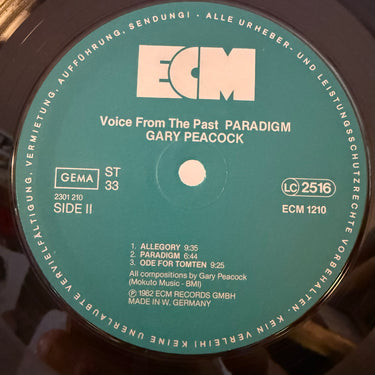 ALLE URHEBER- UND LEISTUNGSSCHUTZRECHTE VORBEHALTEN. KEIN VERLEIH! KEINE UNERLAUBTE VERVIELFÄLTIGUNG, VERMIETUNG, AUFFÜHRUNG, SENDUNG! -
ECM
Voice From The Past PARADIGM
GARY PEACOCK
GEMA ST 33
LC 2516
2301 210
SIDE II
ECM 1210
1. ALLEGORY 9:35
2. PARADIGM 6:44
3. ODE FOR TOMTEN 9:25
All compositions by Gary Peacock
(Mokuto Music - BMI)
℗ 1982 ECM RECORDS GMBH
MADE IN W. GERMANY